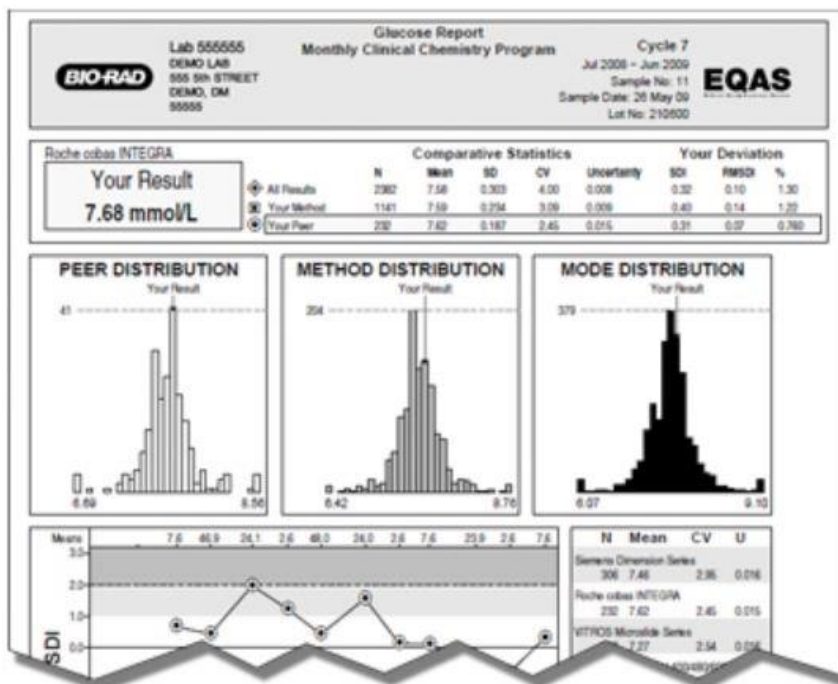 Glucose Report
Monthly Clinical Chemistry Program
BIO-RAD
Lab 555555
DEMO LAB
555 5th STREET
DEMO, DM
55555
Cycle 7
Jul 2008 – Jun 2009
Sample No: 11
Sample Date: 26 May 09
Lot No: 210600
EQAS
Roche cobas INTEGRA
Your Result
7.68 mmol/L
Comparative Statistics Your Deviation
N Mean SD CV Uncertainty SDI RMSDI %
All Results 2382 7.58 0.303 4.00 0.008 0.32 0.10 1.30
Your Method 1141 7.59 0.234 3.09 0.009 0.40 0.14 1.22
Your Peer 232 7.62 0.187 2.45 0.015 0.31 0.07 0.760
PEER DISTRIBUTION
Your Result
41
6.69 8.56
METHOD DISTRIBUTION
Your Result
204
6.42 8.76
MODE DISTRIBUTION
Your Result
379
6.07 9.10
Means 7.6 46.9 24.1 2.6 48.0 24.0 2.6 7.6 23.9 2.6 7.6
3.0
2.0
1.0
0.0
SDI
N Mean CV U
Siemens Dimension Series
306 7.46 2.95 0.016
Roche cobas INTEGRA
232 7.62 2.45 0.015
VITROS Microslide Series
7.27 2.54 0.016